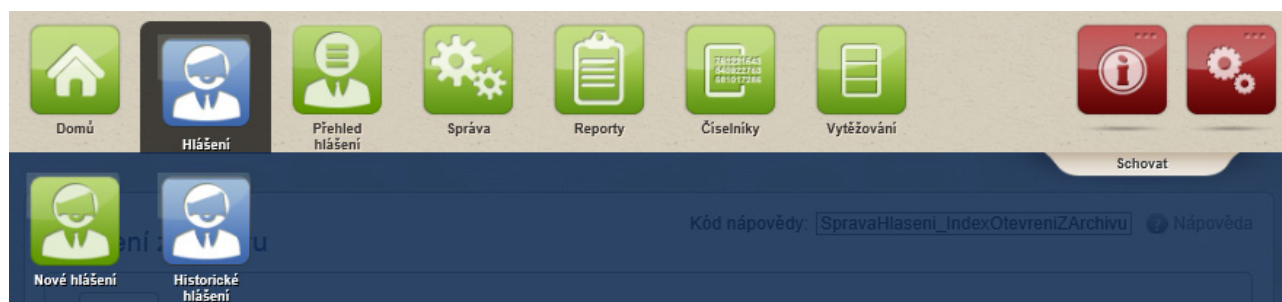 Domů
Hlášení
Přehled
hlášení
Správa
Reporty
Číselníky
Vytěžování
Schovat
Kód nápovědy: SpravaHlaseni_IndexOtevreniZArchivu Nápověda
Nové hlášení
Historické
hlášení